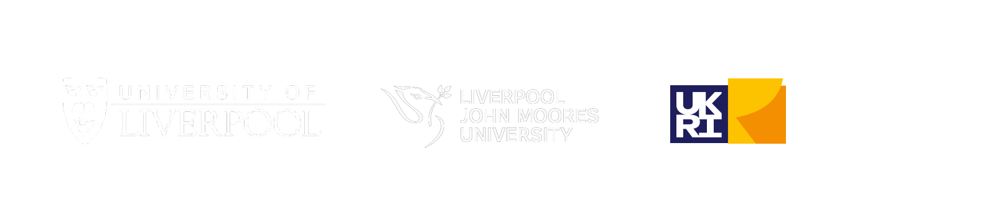 UNIVERSITY OF
LIVERPOOL
LIVERPOOL
JOHN MOORES
UNIVERSITY
UK
RI